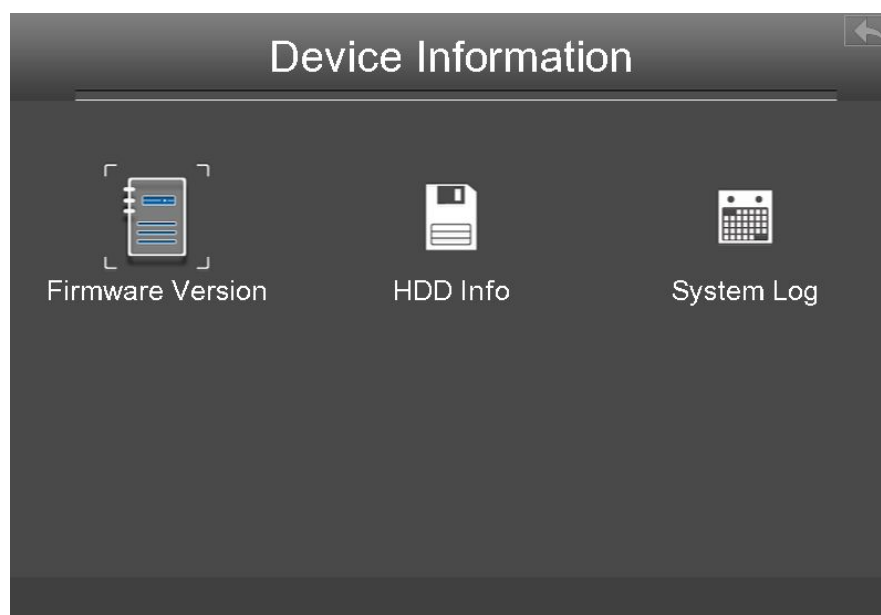 Device Information
Firmware Version
HDD Info
System Log